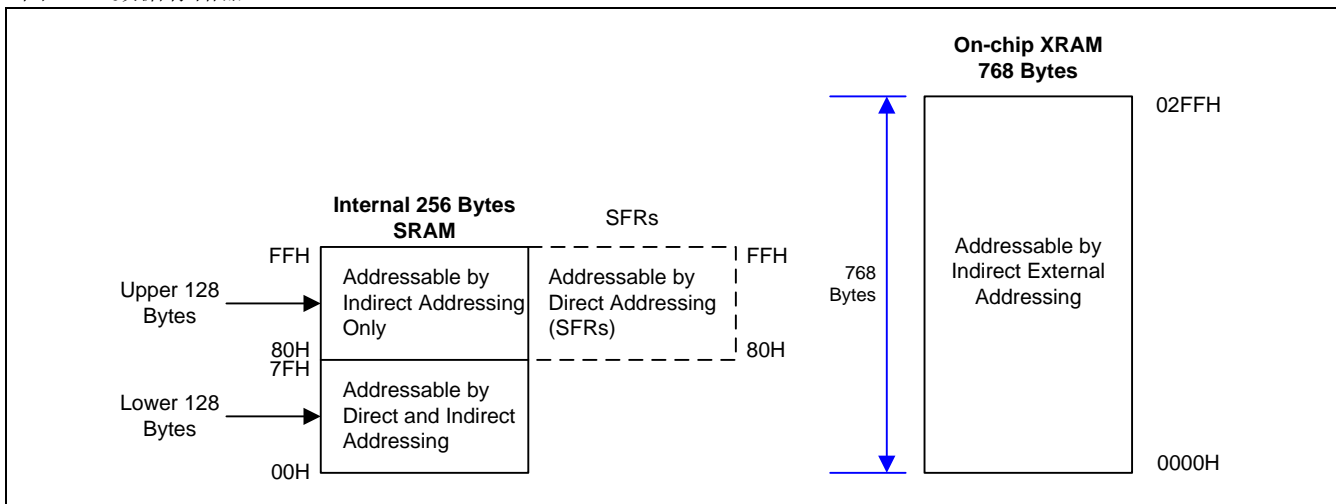 On-chip XRAM
768 Bytes
02FFH
Internal 256 Bytes
SRAM
SFRs
FFH
FFH
Addressable by
Indirect Addressing
Only
Addressable by
Direct Addressing
(SFRs)
Upper 128
Bytes
80H
80H
7FH
Addressable by
Direct and Indirect
Addressing
Lower 128
Bytes
00H
768
Bytes
Addressable by
Indirect External
Addressing
0000H